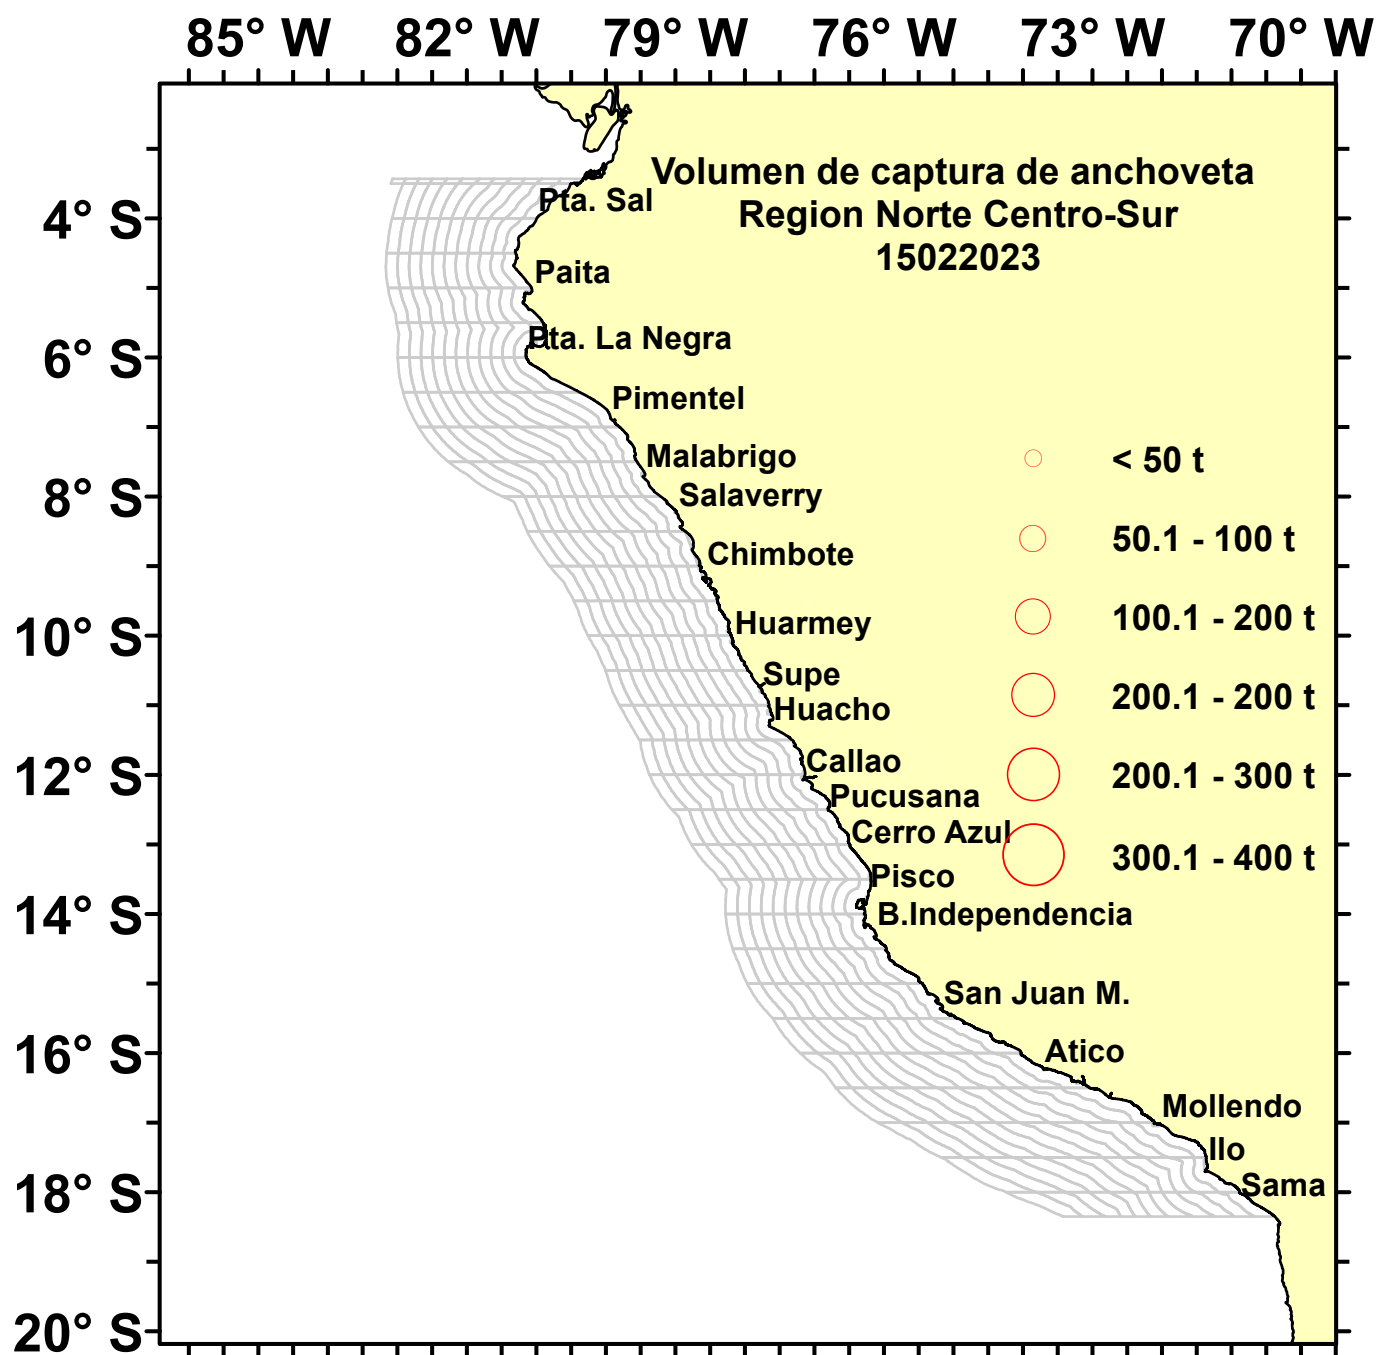 85° W 82° W 79° W 76° W 73° W 70° W
Volumen de captura de anchoveta
Region Norte Centro-Sur
15022023
4° S
6° S
8° S
10° S
12° S
14° S
16° S
18° S
20° S
Pta. Sal
Paita
Pta. La Negra
Pimentel
Malabrigo
Salaverry
Chimbote
Huarmey
Supe
Huacho
Callao
Pucusana
Cerro Azul
Pisco
B.Independencia
San Juan M.
Atico
Mollendo
Ilo
Sama
< 50 t
50.1 - 100 t
100.1 - 200 t
200.1 - 200 t
200.1 - 300 t
300.1 - 400 t